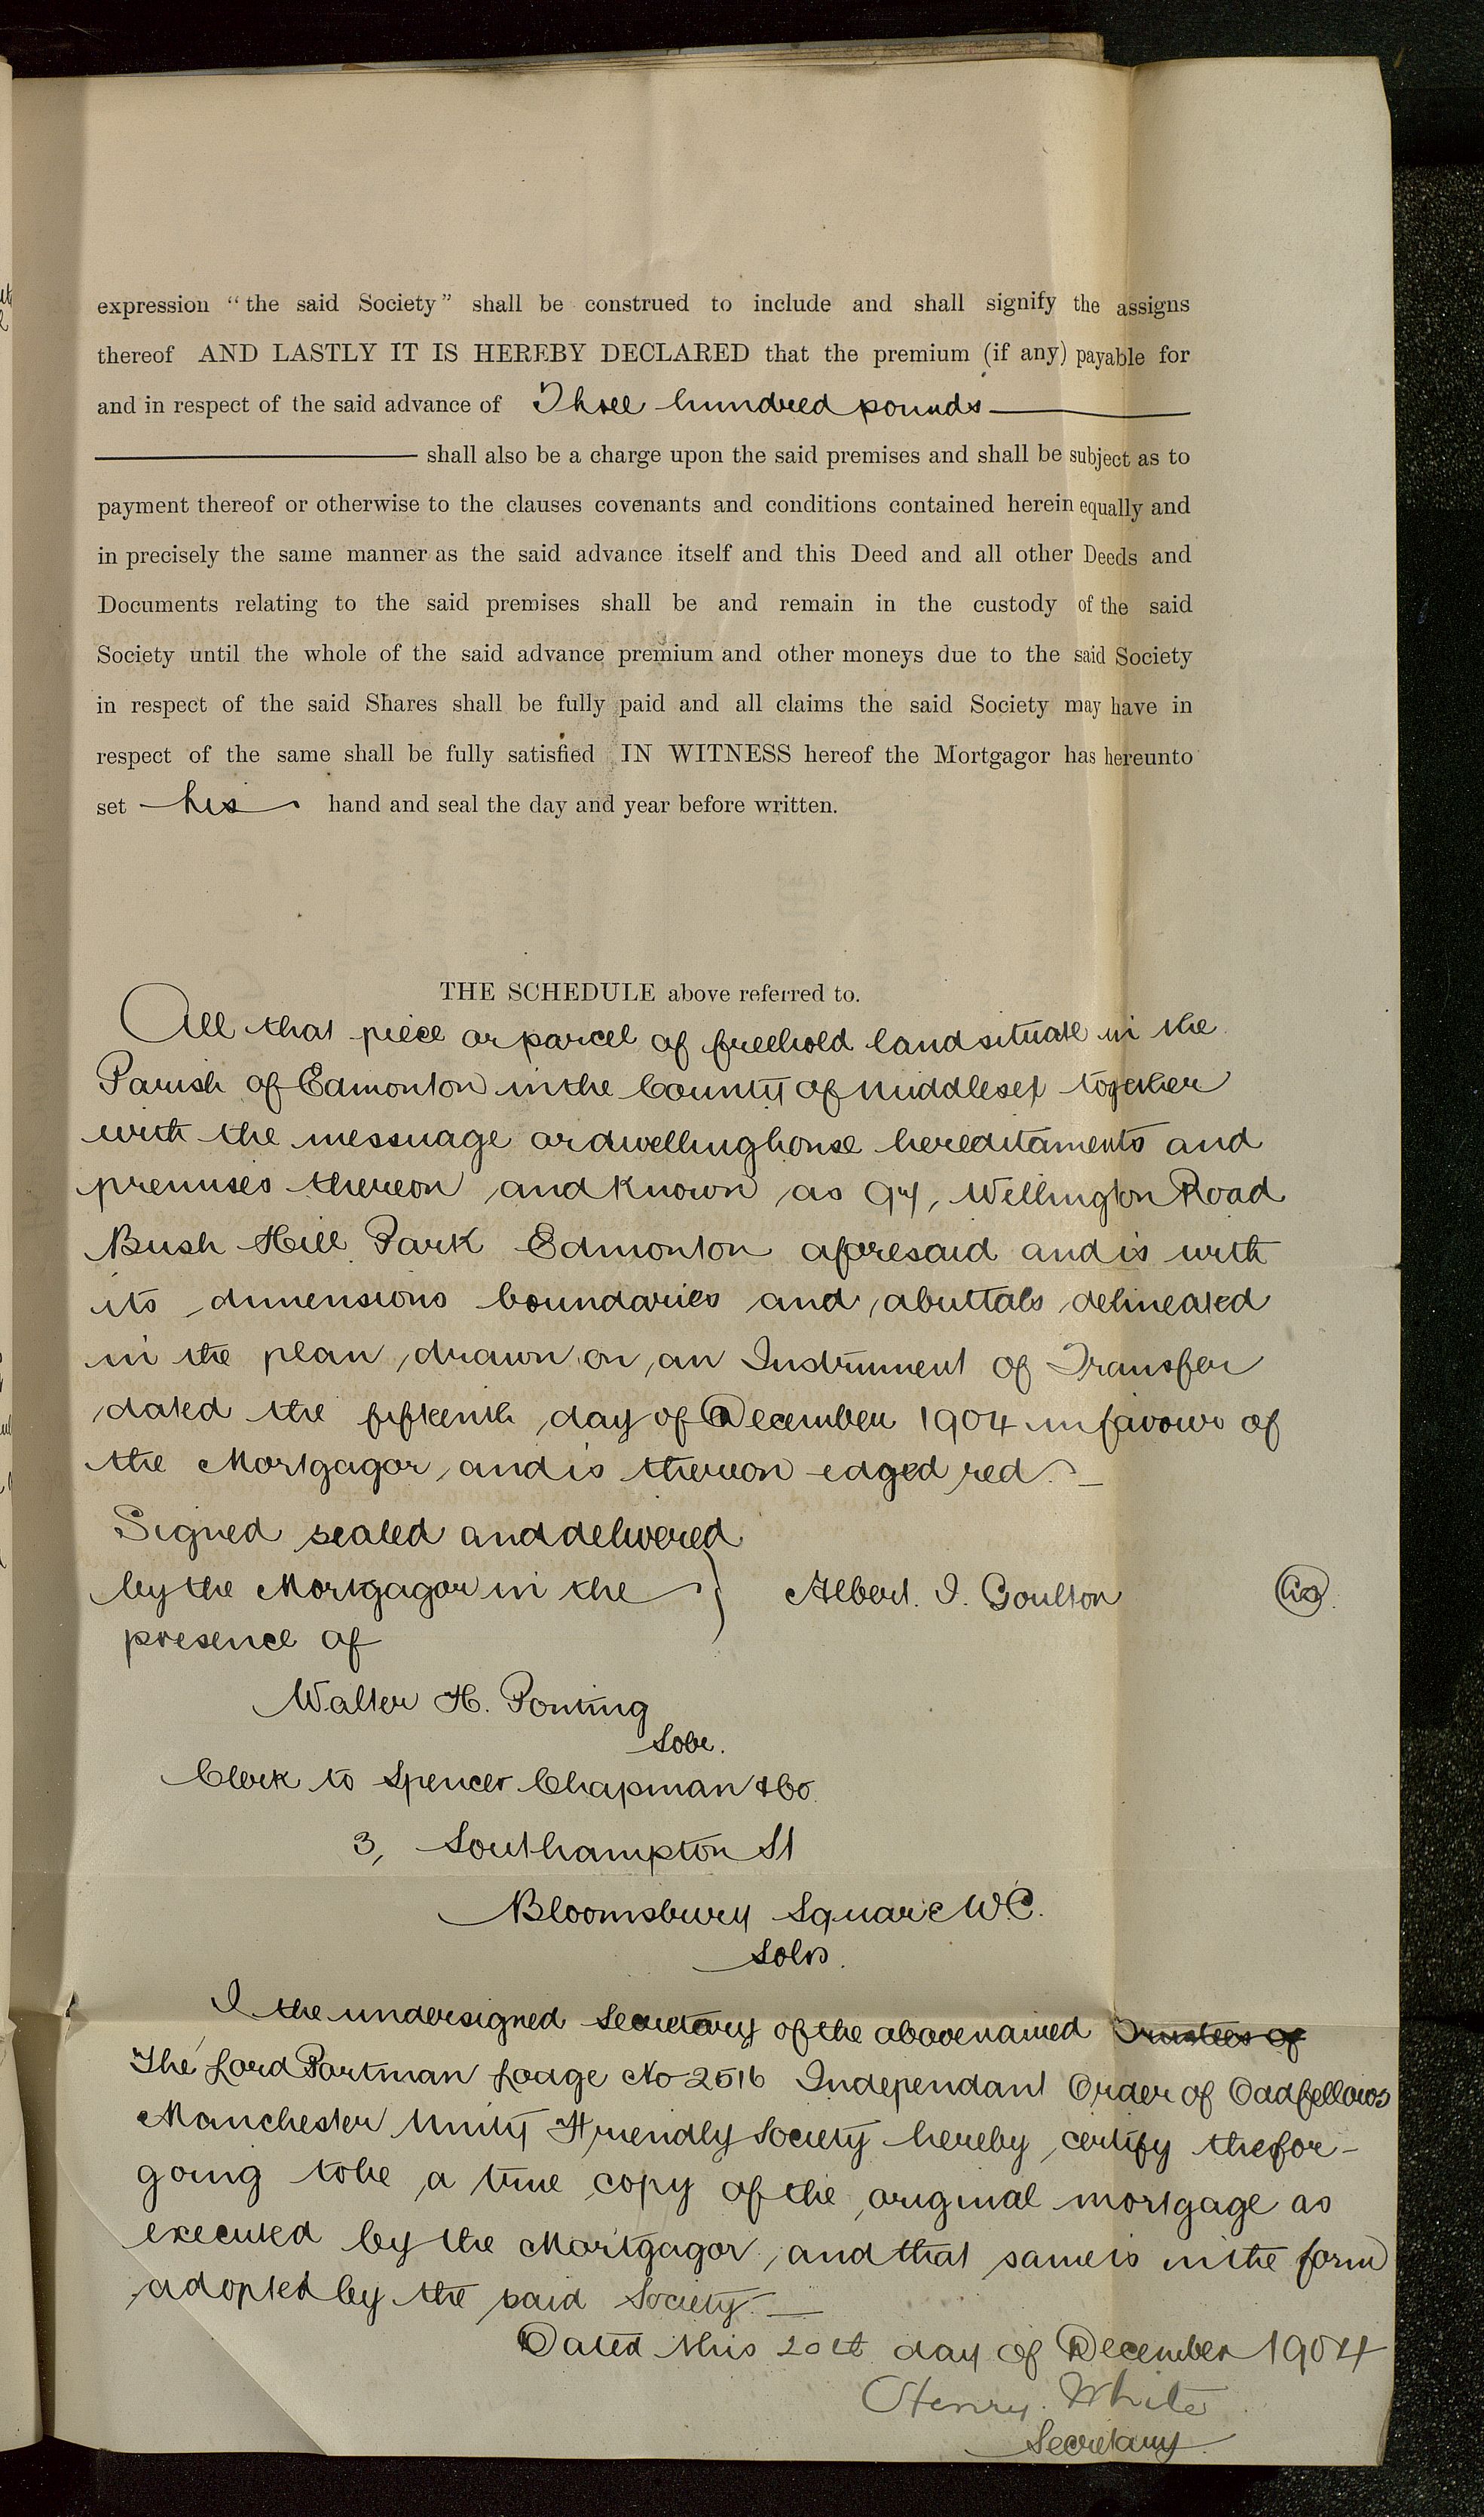 expression "the said Society" shall be construed to include and shall signify the assigns
thereof AND LASTLY IT IS HEREBY DECLARED that the premium (if any) payable for
and in respect of the said advance of Three hundred pounds
shall also be a charge upon the said premises and shall be subject as to
payment thereof or otherwise to the clauses covenants and conditions contained herein equally and
in precisely the same manner as the said advance itself and this Deed and all other Deeds and
Documents relating to the said premises shall be and remain in the custody of the said
Society until the whole of the said advance premium and other moneys due to the said Society
in respect of the said Shares shall be fully paid and all claims the said Society may have in
respect of the same shall be fully satisfied IN WITNESS hereof the Mortgagor has hereunto
set his hand and seal the day and year before written.
THE SCHEDULE above referred to.
All that piece or parcel of freehold land situate in the
Parish of Edmonton in the County of Middlesex together
with the messuage or dwellinghouse hereditaments and
premises thereon and known as 97, Wellington Road
Bush Hill Park Edmonton aforesaid and is with
its dimensions boundaries and abuttals delineated
in the plan drawn on an Instrument of Transfer
dated the fifteenth day of December 1904 in favour of
the Mortgagor and is thereon edged red.
Signed sealed and delivered
by the Mortgagor in the } Albert. I. Coulton
presence of
Walter H. Ponting
Clerk to Spencer Chapman & Co.
3, Southampton St
Bloomsbury Square W.C.
Solrs.
I the undersigned Secretary of the abovenamed Trustees of
The Lord Portman Lodge No 2516 Independant Order of Oddfellows
Manchester Unity Friendly Society hereby certify the for-
going to be a true copy of the original mortgage as
executed by the Mortgagor, and that same is in the form
adopted by the said Society.
Dated this 20th day of December 1904
Henry White
Secretary